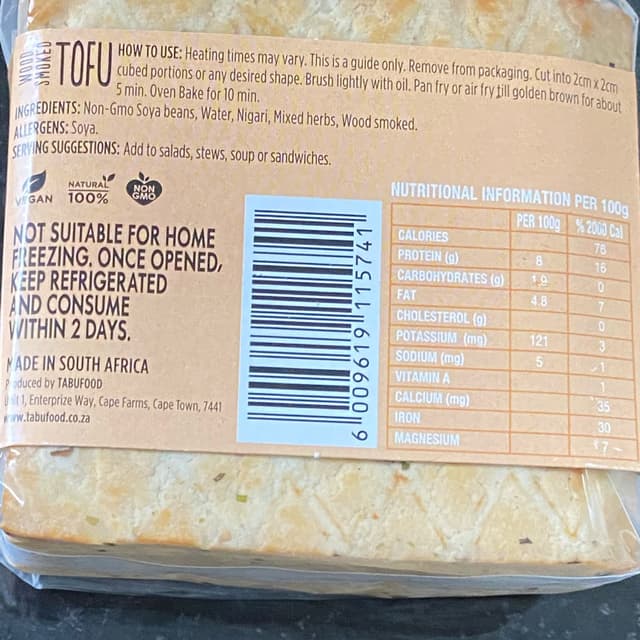 WOOD
SMOKED
TOFU
HOW TO USE: Heating times may vary. This is a guide only. Remove from packaging. Cut into 2cm x 2cm
cubed portions or any desired shape. Brush lightly with oil. Pan fry or air fry till golden brown for about
5 min. Oven Bake for 10 min.
INGREDIENTS: Non-Gmo Soya beans, Water, Nigari, Mixed herbs, Wood smoked.
ALLERGENS: Soya.
SERVING SUGGESTIONS: Add to salads, stews, soup or sandwiches.
VEGAN
NATURAL
100%
NON
GMO
NOT SUITABLE FOR HOME
FREEZING. ONCE OPENED,
KEEP REFRIGERATED
AND CONSUME
WITHIN 2 DAYS.
MADE IN SOUTH AFRICA
Produced by TABUFOOD
Unit 1, Enterprize Way, Cape Farms, Cape Town, 7441
www.tabufood.co.za
6 009619 115741
NUTRITIONAL INFORMATION PER 100g
PER 100g % 2000 Cal
CALORIES 78
PROTEIN (g) 8 16
CARBOHYDRATES (g) 1.9 0
FAT 4.8 7
CHOLESTEROL (g) 0
POTASSIUM (mg) 121 3
SODIUM (mg) 5 1
VITAMIN A 1
CALCIUM (mg) 35
IRON 30
MAGNESIUM 7